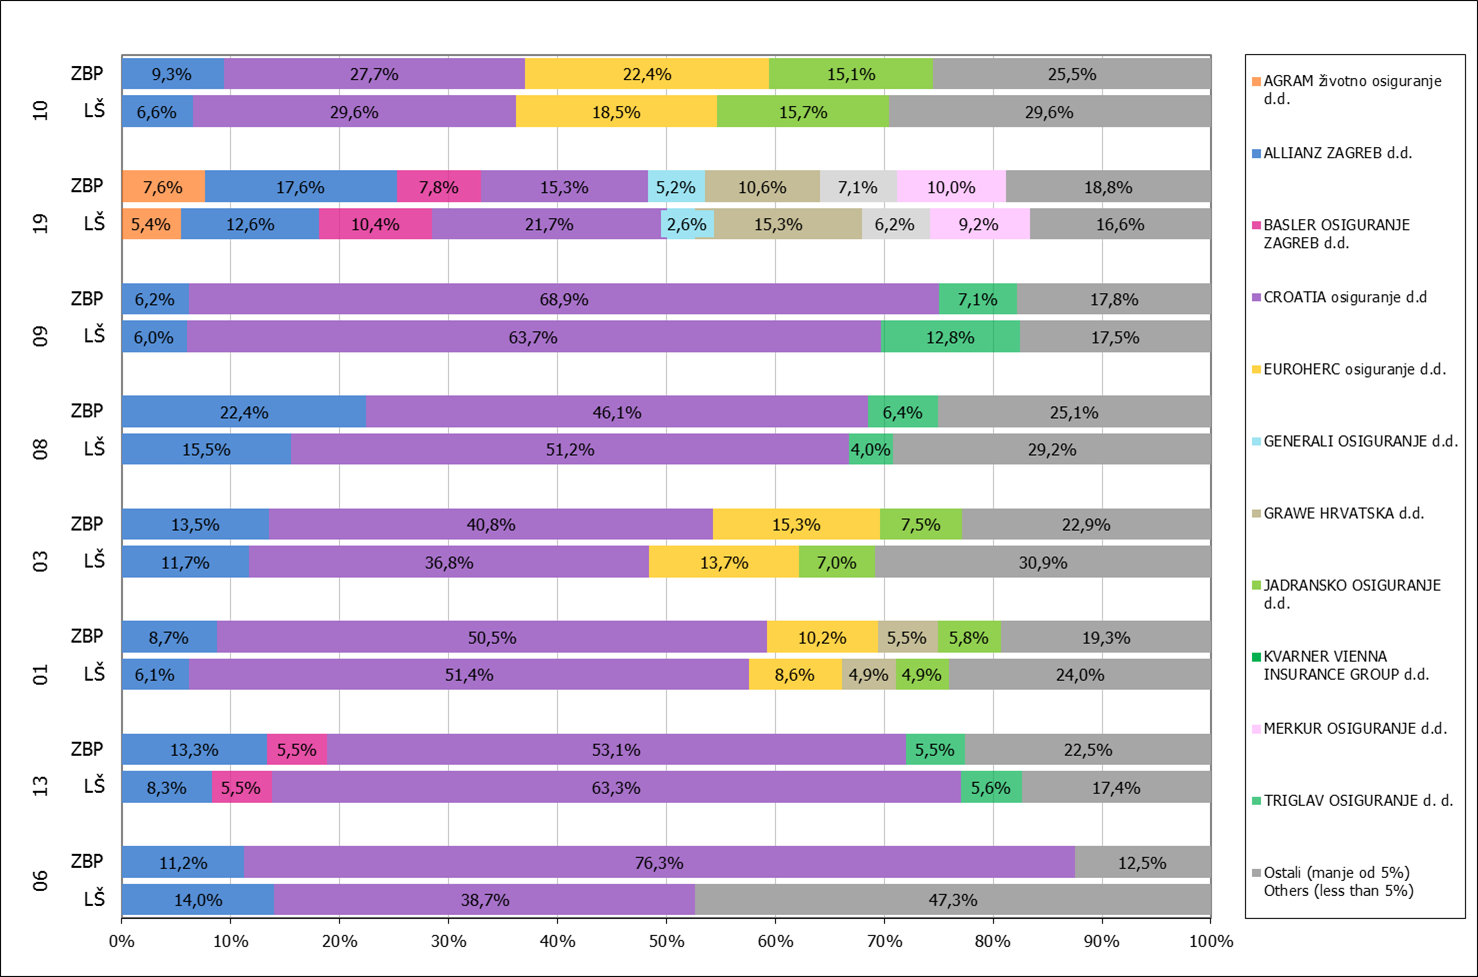 ZBP 9,3% 27,7% 22,4% 15,1% 25,5%
10
LŠ 6,6% 29,6% 18,5% 15,7% 29,6%
ZBP 7,6% 17,6% 7,8% 15,3% 5,2% 10,6% 7,1% 10,0% 18,8%
19
LŠ 5,4% 12,6% 10,4% 21,7% 2,6% 15,3% 6,2% 9,2% 16,6%
ZBP 6,2% 68,9% 7,1% 17,8%
09
LŠ 6,0% 63,7% 12,8% 17,5%
ZBP 22,4% 46,1% 6,4% 25,1%
08
LŠ 15,5% 51,2% 4,0% 29,2%
ZBP 13,5% 40,8% 15,3% 7,5% 22,9%
03
LŠ 11,7% 36,8% 13,7% 7,0% 30,9%
ZBP 8,7% 50,5% 10,2% 5,5% 5,8% 19,3%
01
LŠ 6,1% 51,4% 8,6% 4,9% 4,9% 24,0%
ZBP 13,3% 5,5% 53,1% 5,5% 22,5%
13
LŠ 8,3% 5,5% 63,3% 5,6% 17,4%
ZBP 11,2% 76,3% 12,5%
06
LŠ 14,0% 38,7% 47,3%
0% 10% 20% 30% 40% 50% 60% 70% 80% 90% 100%
AGRAM životno osiguranje
d.d.
ALLIANZ ZAGREB d.d.
BASLER OSIGURANJE
ZAGREB d.d.
CROATIA osiguranje d.d
EUROHERC osiguranje d.d.
GENERALI OSIGURANJE d.d.
GRAWE HRVATSKA d.d.
JADRANSKO OSIGURANJE
d.d.
KVARNER VIENNA
INSURANCE GROUP d.d.
MERKUR OSIGURANJE d.d.
TRIGLAV OSIGURANJE d. d.
Ostali (manje od 5%)
Others (less than 5%)